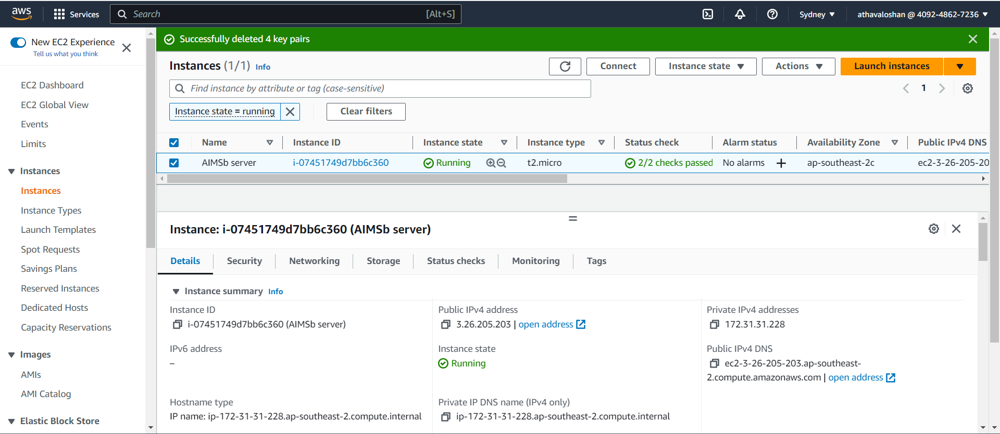 aws
Services
Search
[Alt+S]
Sydney
athavaloshan @ 4092-4862-7236
New EC2 Experience
Tell us what you think
EC2 Dashboard
EC2 Global View
Events
Limits
Instances
Instances
Instance Types
Launch Templates
Spot Requests
Savings Plans
Reserved Instances
Dedicated Hosts
Capacity Reservations
Images
AMIs
AMI Catalog
Elastic Block Store
Successfully deleted 4 key pairs
Instances (1/1) Info
Connect
Instance state
Actions
Launch instances
Find instance by attribute or tag (case-sensitive)
1
Instance state = running
Clear filters
Name
Instance ID
Instance state
Instance type
Status check
Alarm status
Availability Zone
Public IPv4 DNS
AIMSb server
i-07451749d7bb6c360
Running
t2.micro
2/2 checks passed
No alarms
ap-southeast-2c
ec2-3-26-205-20
Instance: i-07451749d7bb6c360 (AIMSb server)
Details
Security
Networking
Storage
Status checks
Monitoring
Tags
Instance summary Info
Instance ID
i-07451749d7bb6c360 (AIMSb server)
Public IPv4 address
3.26.205.203 | open address
Private IPv4 addresses
172.31.31.228
IPv6 address
–
Instance state
Running
Public IPv4 DNS
ec2-3-26-205-203.ap-southeast-
2.compute.amazonaws.com | open address
Hostname type
IP name: ip-172-31-31-228.ap-southeast-2.compute.internal
Private IP DNS name (IPv4 only)
ip-172-31-31-228.ap-southeast-2.compute.internal